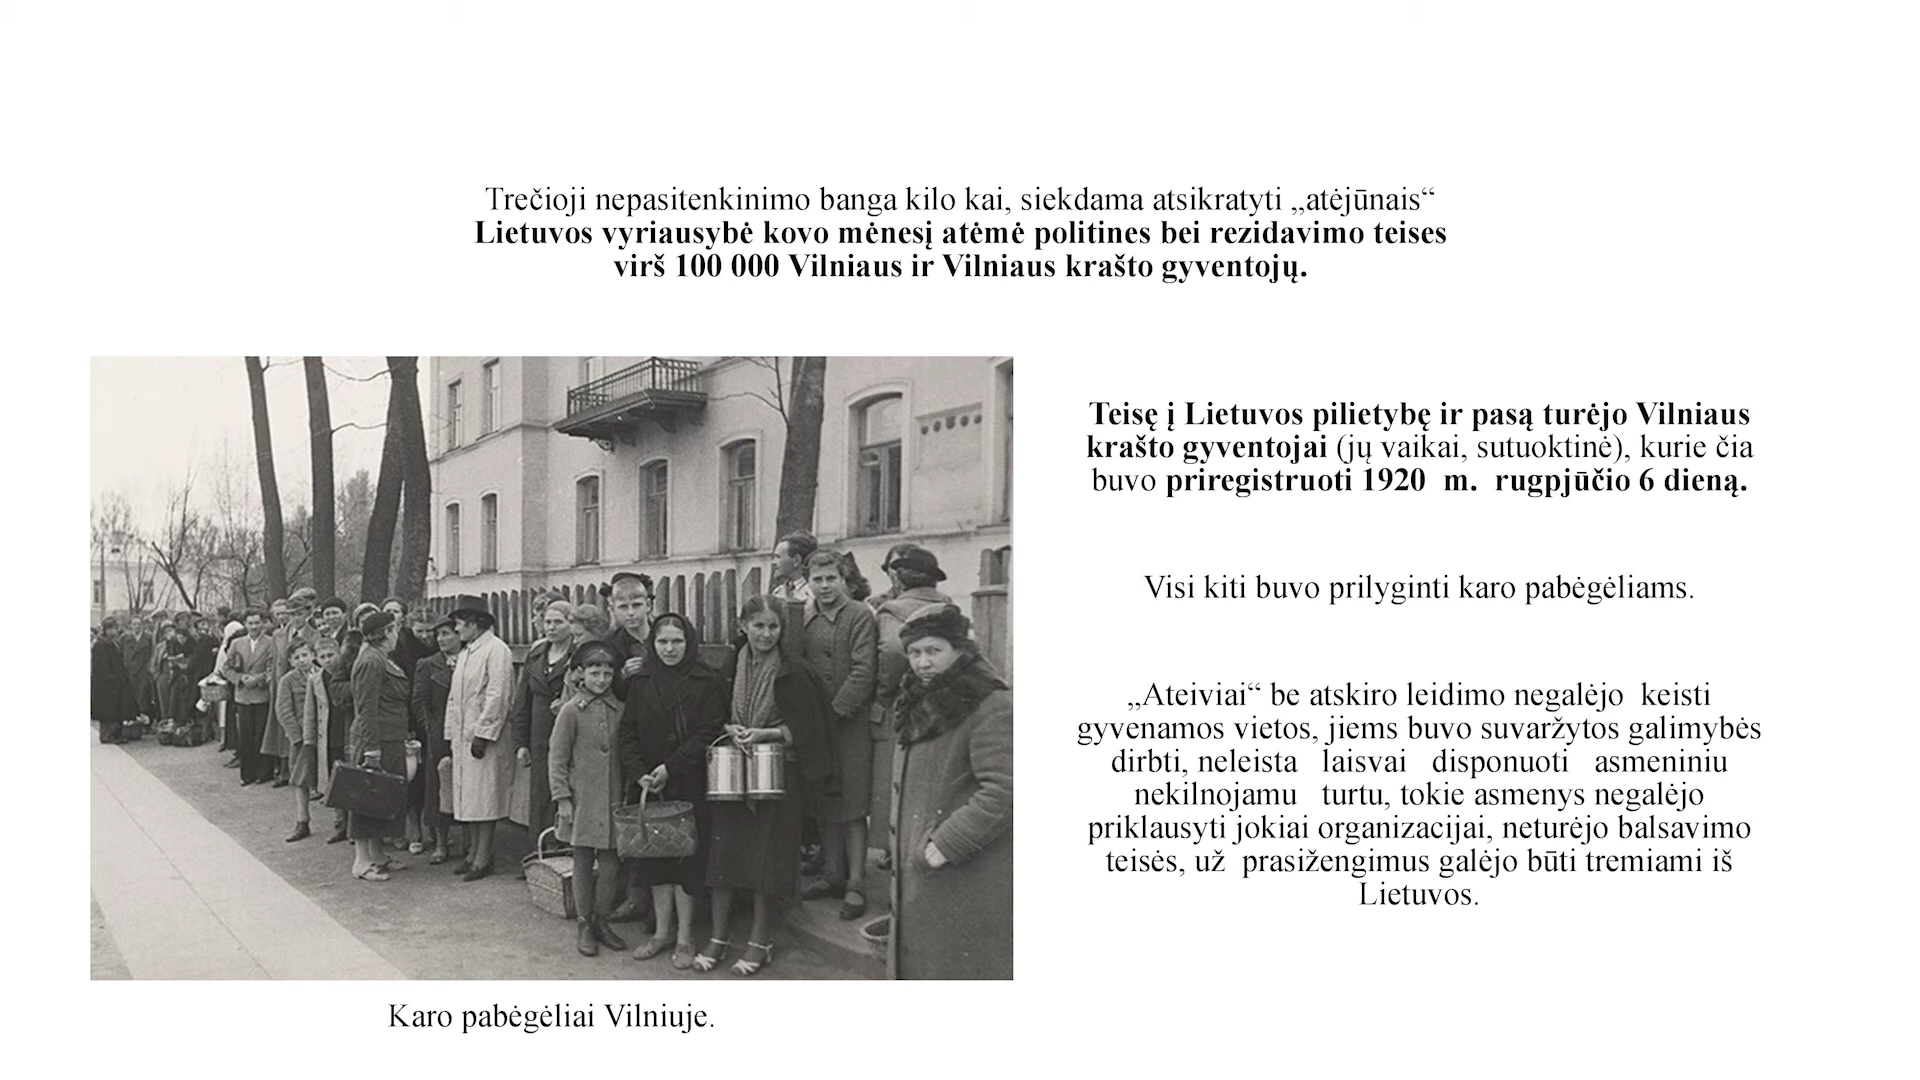 Trečioji nepasitenkinimo banga kilo kai, siekdama atsikratyti „atėjūnais“
Lietuvos vyriausybė kovo mėnesį atėmė politines bei rezidavimo teises
virš 100 000 Vilniaus ir Vilniaus krašto gyventojų.
Teisę į Lietuvos pilietybę ir pasą turėjo Vilniaus
krašto gyventojai (jų vaikai, sutuoktinė), kurie čia
buvo priregistruoti 1920 m. rugpjūčio 6 dieną.
Visi kiti buvo prilyginti karo pabėgėliams.
„Ateiviai“ be atskiro leidimo negalėjo keisti
gyvenamos vietos, jiems buvo suvaržytos galimybės
dirbti, neleista laisvai disponuoti asmeniniu
nekilnojamu turtu, tokie asmenys negalėjo
priklausyti jokiai organizacijai, neturėjo balsavimo
teisės, už prasižengimus galėjo būti tremiami iš
Lietuvos.
Karo pabėgėliai Vilniuje.